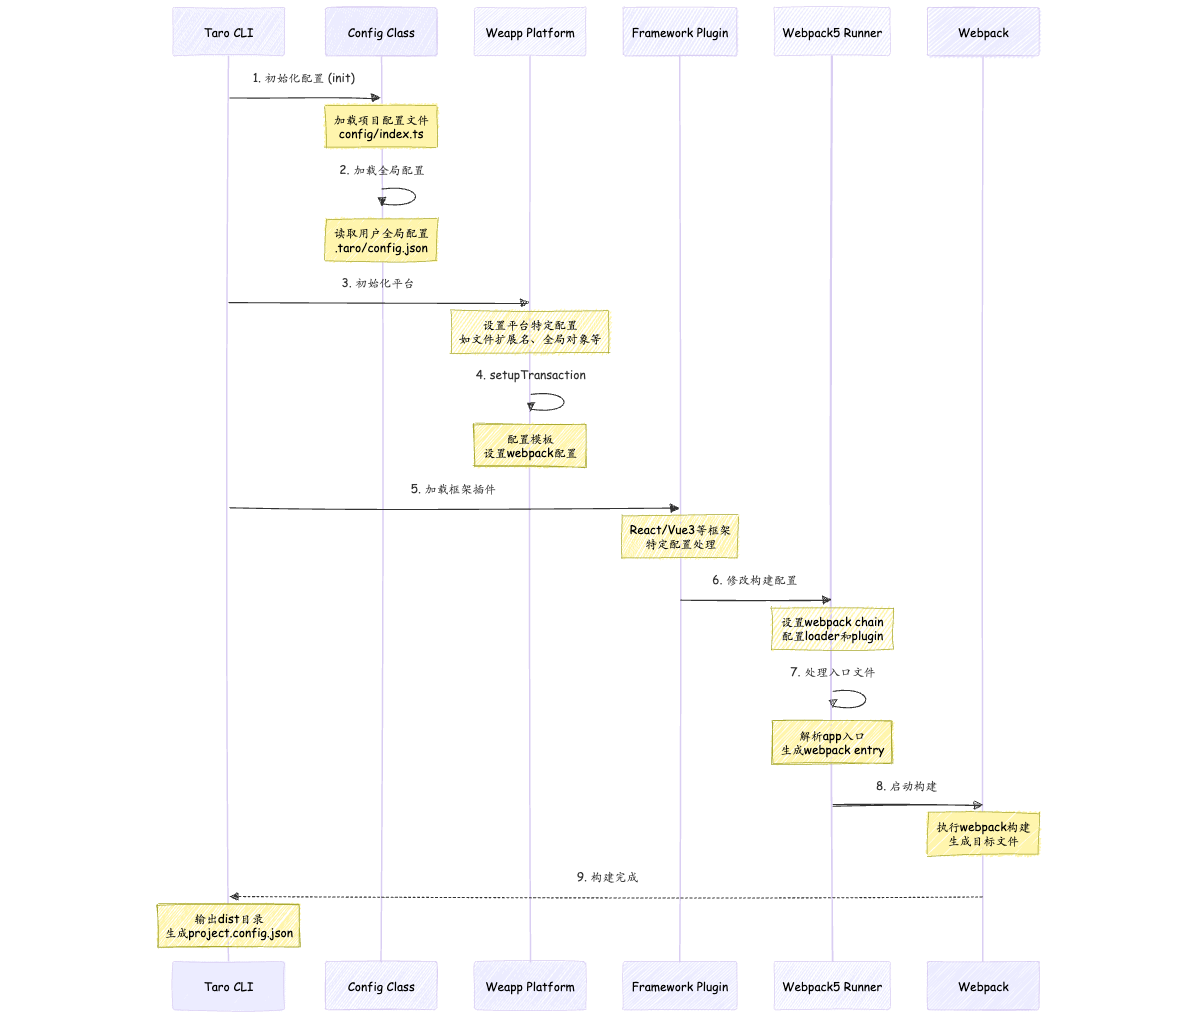 Taro CLI
Config Class
Weapp Platform
Framework Plugin
Webpack5 Runner
Webpack
1. 初始化配置 (init)
加载项目配置文件
config/index.ts
2. 加载全局配置
读取用户全局配置
.taro/config.json
3. 初始化平台
设置平台特定配置
如文件扩展名、全局对象等
4. setupTransaction
配置模板
设置webpack配置
5. 加载框架插件
React/Vue3等框架
特定配置处理
6. 修改构建配置
设置webpack chain
配置loader和plugin
7. 处理入口文件
解析app入口
生成webpack entry
8. 启动构建
执行webpack构建
生成目标文件
9. 构建完成
输出dist目录
生成project.config.json
Taro CLI
Config Class
Weapp Platform
Framework Plugin
Webpack5 Runner
Webpack